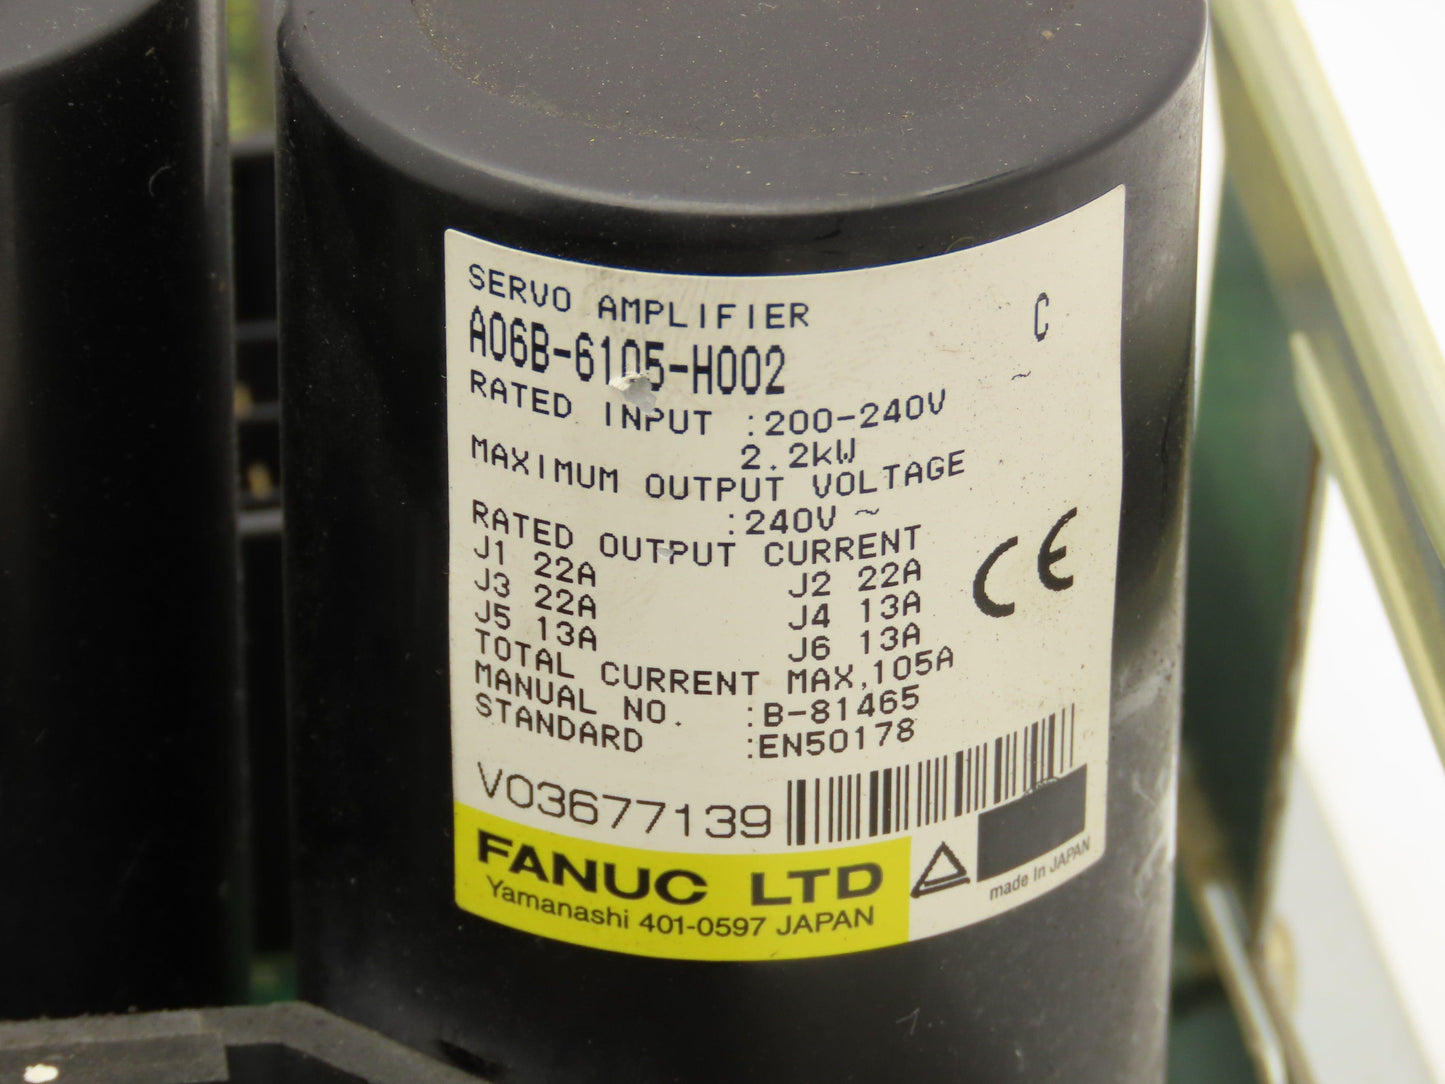 SERVO AMPLIFIER
A06B-6105-H002 C
RATED INPUT :200-240V ~
2.2kW
MAXIMUM OUTPUT VOLTAGE
:240V ~
RATED OUTPUT CURRENT
J1 22A J2 22A
J3 22A J4 13A
J5 13A J6 13A
TOTAL CURRENT MAX,105A
MANUAL NO. :B-81465
STANDARD :EN50178
CE
V03677139
FANUC LTD
Yamanashi 401-0597 JAPAN
made in JAPAN